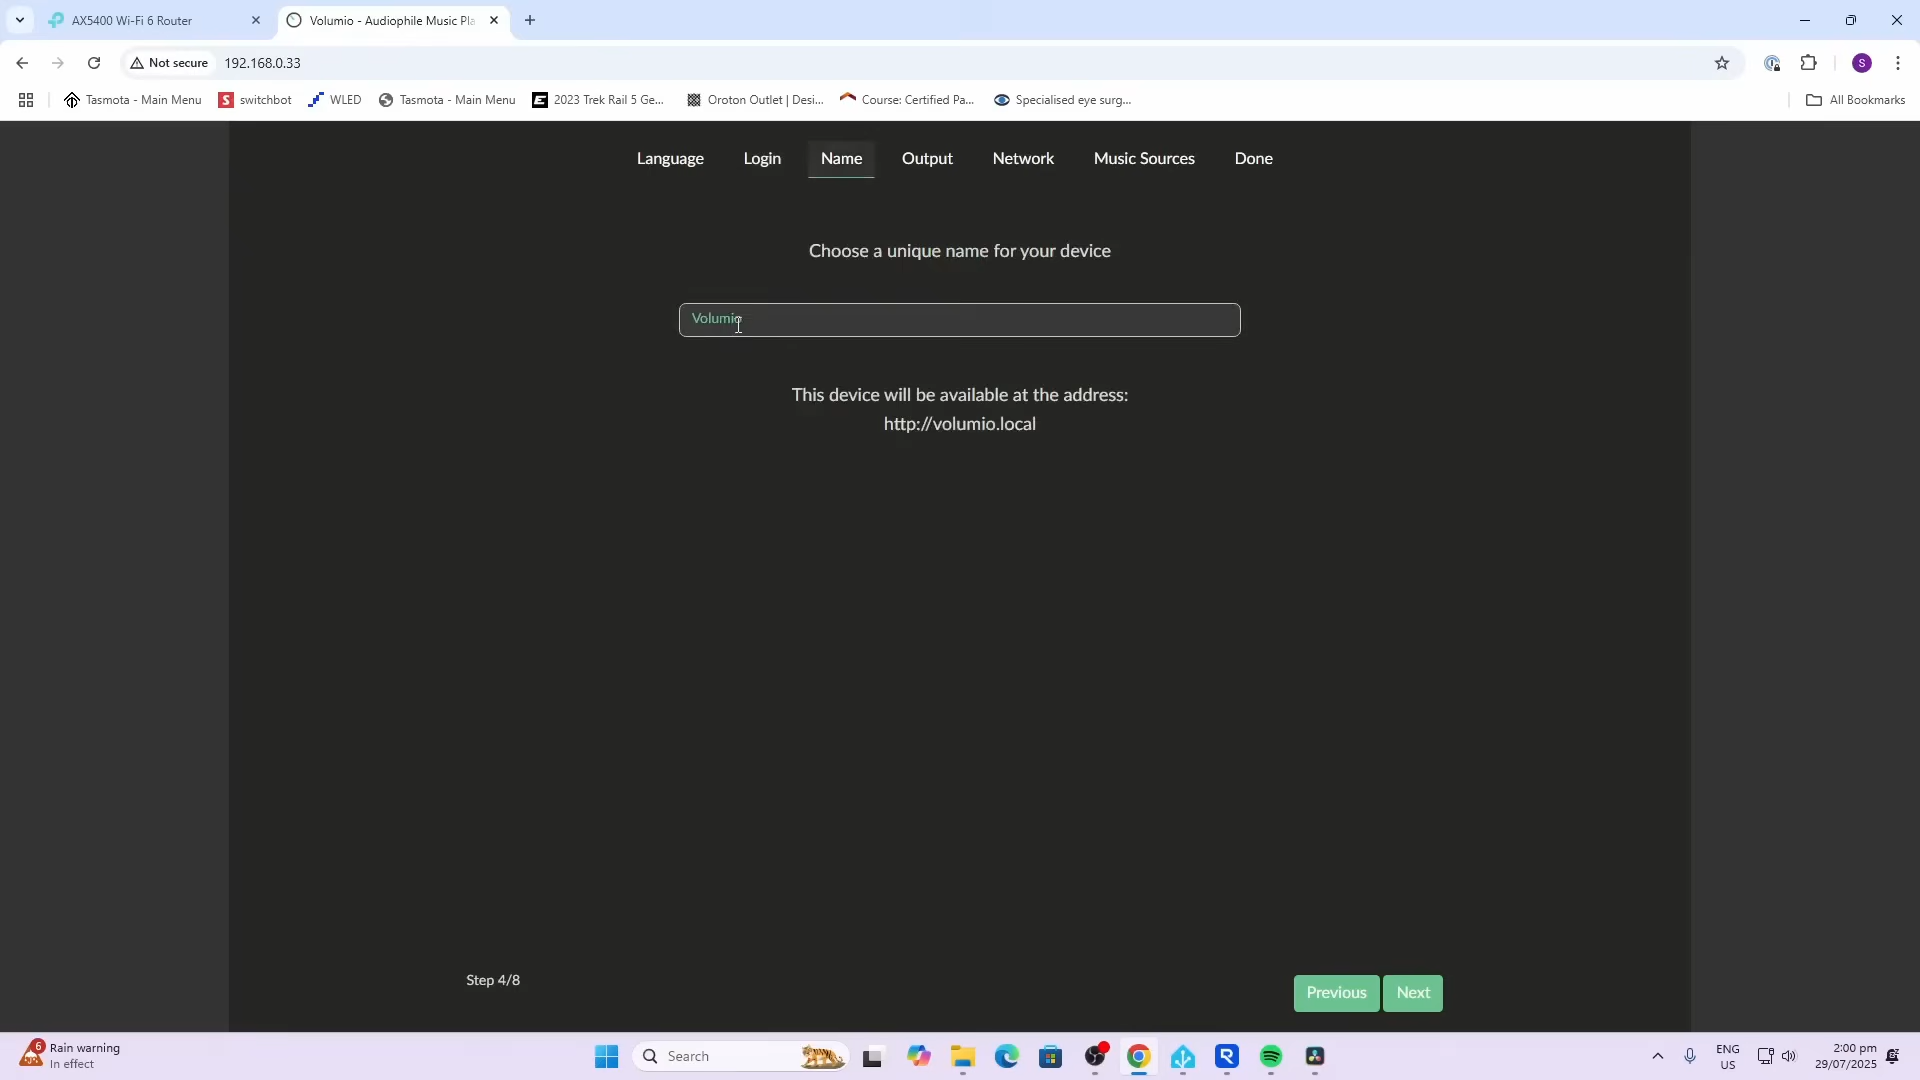 AX5400 Wi-Fi 6 Router
Volumio - Audiophile Music Pla
Not secure
192.168.0.33
S
Tasmota - Main Menu
switchbot
WLED
Tasmota - Main Menu
2023 Trek Rail 5 Ge...
Oroton Outlet | Desi...
Course: Certified Pa...
Specialised eye surg...
All Bookmarks
Language
Login
Name
Output
Network
Music Sources
Done
Choose a unique name for your device
Volumio
This device will be available at the address:
http://volumio.local
Step 4/8
Previous
Next
6
Rain warning
In effect
Search
ENG
US
2:00 pm
29/07/2025